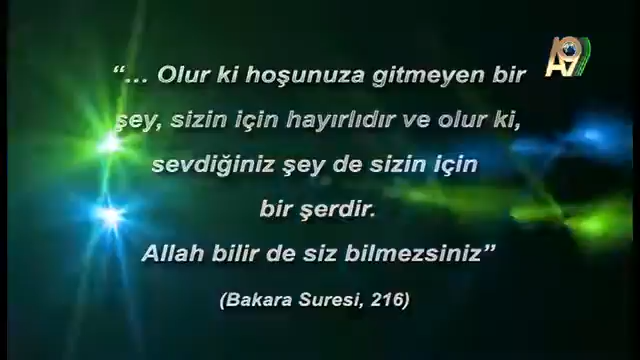 “... Olur ki hoşunuza gitmeyen bir
şey, sizin için hayırlıdır ve olur ki,
sevdiğiniz şey de sizin için
bir şerdir.
Allah bilir de siz bilmezsiniz”
(Bakara Suresi, 216)
A9